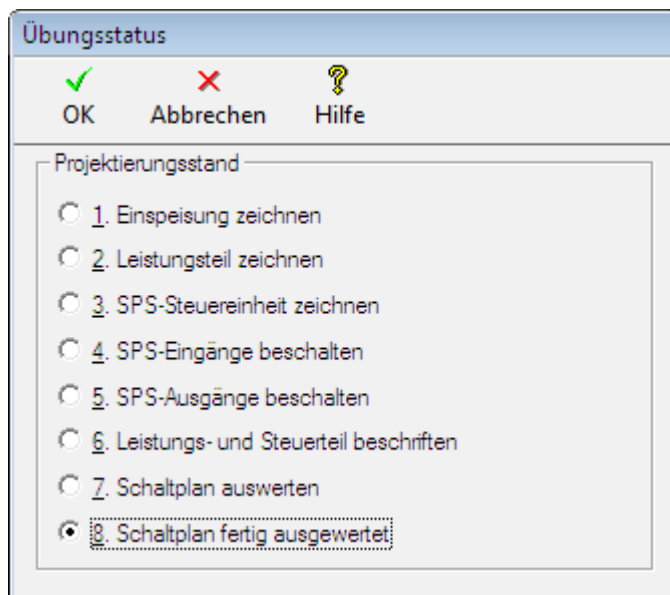 Übungsstatus
OK Abbrechen Hilfe
Projektierungsstand
1. Einspeisung zeichnen
2. Leistungsteil zeichnen
3. SPS-Steuereinheit zeichnen
4. SPS-Eingänge beschalten
5. SPS-Ausgänge beschalten
6. Leistungs- und Steuerteil beschriften
7. Schaltplan auswerten
8. Schaltplan fertig ausgewertet